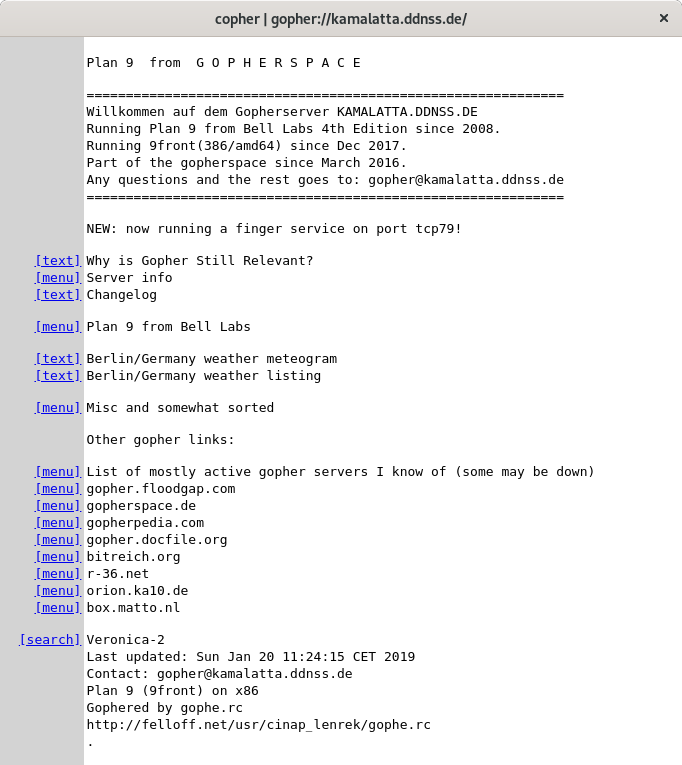 copher | gopher://kamalatta.ddnss.de/
×
Plan 9  from  G O P H E R S P A C E
=============================================================
Willkommen auf dem Gopherserver KAMALATTA.DDNSS.DE
Running Plan 9 from Bell Labs 4th Edition since 2008.
Running 9front(386/amd64) since Dec 2017.
Part of the gopherspace since March 2016.
Any questions and the rest goes to: gopher@kamalatta.ddnss.de
=============================================================
NEW: now running a finger service on port tcp79!
[text] Why is Gopher Still Relevant?
[menu] Server info
[text] Changelog
[menu] Plan 9 from Bell Labs
[text] Berlin/Germany weather meteogram
[text] Berlin/Germany weather listing
[menu] Misc and somewhat sorted
Other gopher links:
[menu] List of mostly active gopher servers I know of (some may be down)
[menu] gopher.floodgap.com
[menu] gopherspace.de
[menu] gopherpedia.com
[menu] gopher.docfile.org
[menu] bitreich.org
[menu] r-36.net
[menu] orion.ka10.de
[menu] box.matto.nl
[search] Veronica-2
Last updated: Sun Jan 20 11:24:15 CET 2019
Contact: gopher@kamalatta.ddnss.de
Plan 9 (9front) on x86
Gophered by gophe.rc
http://felloff.net/usr/cinap_lenrek/gophe.rc
.